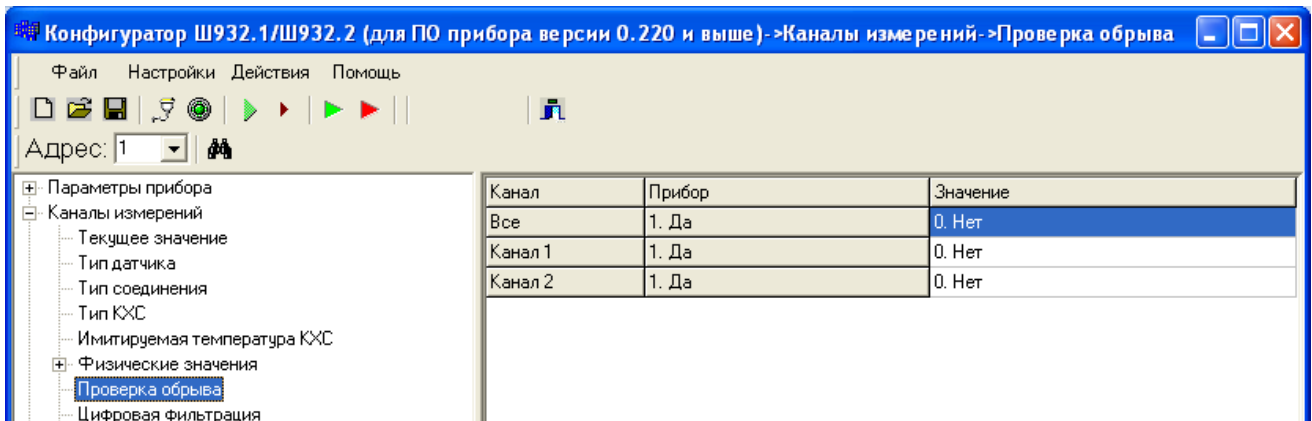 Конфигуратор Ш932.1/Ш932.2 (для ПО прибора версии 0.220 и выше)->Каналы измерений->Проверка обрыва
Файл Настройки Действия Помощь
Адрес: 1
Параметры прибора
Каналы измерений
Текущее значение
Тип датчика
Тип соединения
Тип КХС
Имитируемая температура КХС
Физические значения
Проверка обрыва
Цифровая фильтрация
Канал Прибор Значение
Все 1. Да 0. Нет
Канал 1 1. Да 0. Нет
Канал 2 1. Да 0. Нет